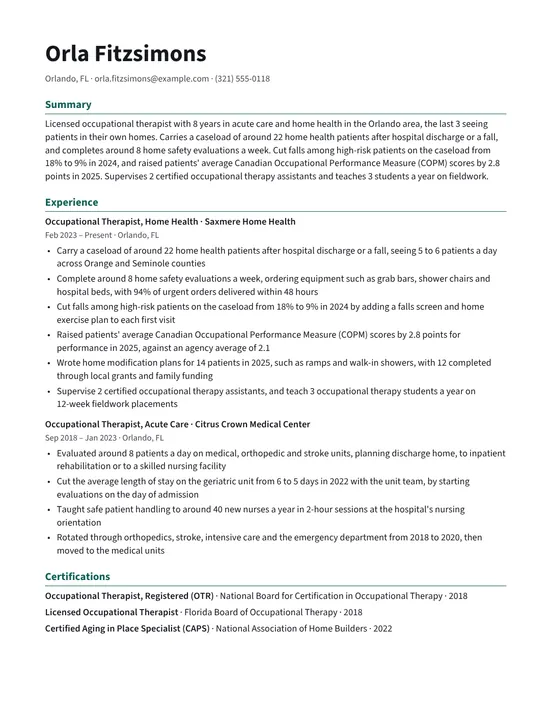 Orla Fitzsimons
Orlando, FL · orla.fitzsimons@example.com · (321) 555-0118
Summary
Licensed occupational therapist with 8 years in acute care and home health in the Orlando area, the last 3 seeing
patients in their own homes. Carries a caseload of around 22 home health patients after hospital discharge or a fall,
and completes around 8 home safety evaluations a week. Cut falls among high-risk patients on the caseload from
18% to 9% in 2024, and raised patients' average Canadian Occupational Performance Measure (COPM) scores by 2.8
points in 2025. Supervises 2 certified occupational therapy assistants and teaches 3 students a year on fieldwork.
Experience
Occupational Therapist, Home Health · Saxmere Home Health
Feb 2023 – Present · Orlando, FL
• Carry a caseload of around 22 home health patients after hospital discharge or a fall, seeing 5 to 6 patients a day
across Orange and Seminole counties
• Complete around 8 home safety evaluations a week, ordering equipment such as grab bars, shower chairs and
hospital beds, with 94% of urgent orders delivered within 48 hours
• Cut falls among high-risk patients on the caseload from 18% to 9% in 2024 by adding a falls screen and home
exercise plan to each first visit
• Raised patients' average Canadian Occupational Performance Measure (COPM) scores by 2.8 points for
performance in 2025, against an agency average of 2.1
• Wrote home modification plans for 14 patients in 2025, such as ramps and walk-in showers, with 12 completed
through local grants and family funding
• Supervise 2 certified occupational therapy assistants, and teach 3 occupational therapy students a year on
12-week fieldwork placements
Occupational Therapist, Acute Care · Citrus Crown Medical Center
Sep 2018 – Jan 2023 · Orlando, FL
• Evaluated around 8 patients a day on medical, orthopedic and stroke units, planning discharge home, to inpatient
rehabilitation or to a skilled nursing facility
• Cut the average length of stay on the geriatric unit from 6 to 5 days in 2022 with the unit team, by starting
evaluations on the day of admission
• Taught safe patient handling to around 40 new nurses a year in 2-hour sessions at the hospital's nursing
orientation
• Rotated through orthopedics, stroke, intensive care and the emergency department from 2018 to 2020, then
moved to the medical units
Certifications
Occupational Therapist, Registered (OTR) · National Board for Certification in Occupational Therapy · 2018
Licensed Occupational Therapist · Florida Board of Occupational Therapy · 2018
Certified Aging in Place Specialist (CAPS) · National Association of Home Builders · 2022